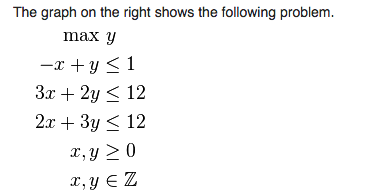 The graph on the right shows the following problem.
max y
−x + y ≤ 1
3x + 2y ≤ 12
2x + 3y ≤ 12
x, y ≥ 0
x, y ∈ ℤ